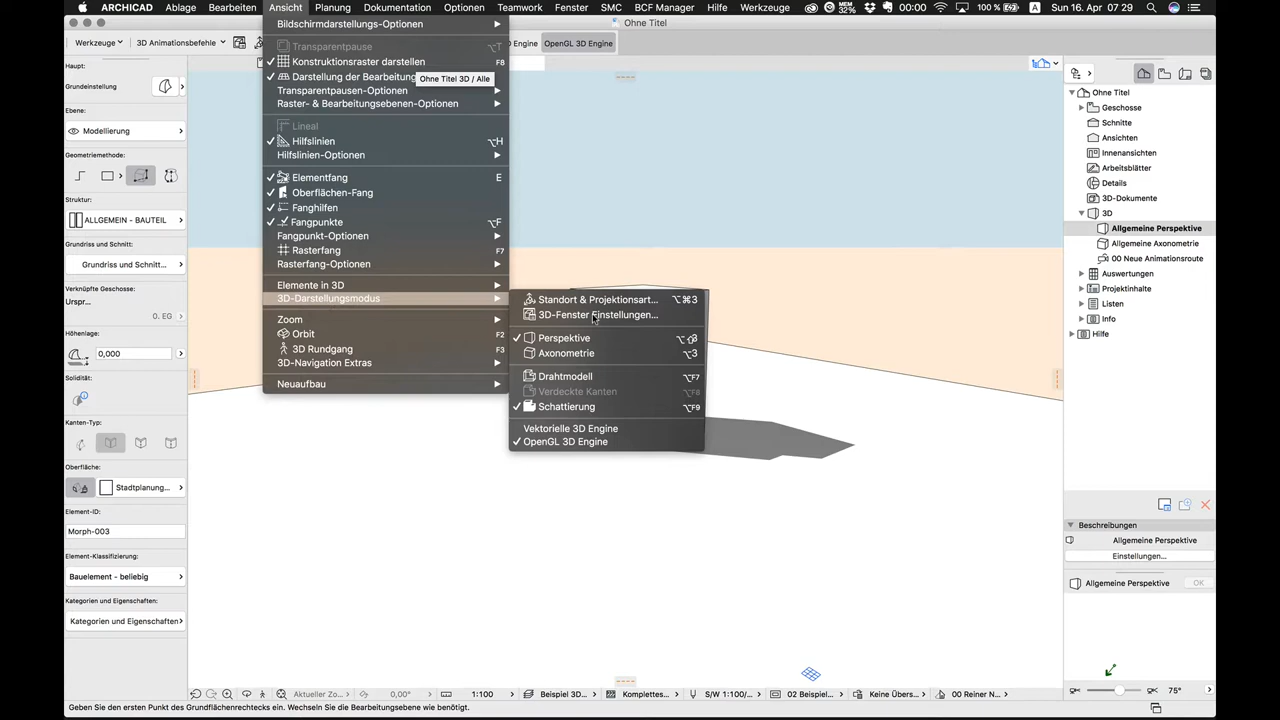 ARCHICAD Ablage Bearbeiten Ansicht Planung Dokumentation Optionen Teamwork Fenster SMC BCF Manager Hilfe
MEM 32% 00:00 100 % Sun 16. Apr 07:29
Ohne Titel
Werkzeuge 3D Animationsbefehle
3D Engine OpenGL 3D Engine
Haupt:
Grundeinstellung
Ebene:
Modellierung
Geometriemethode:
Struktur:
ALLGEMEIN - BAUTEIL
Grundriss und Schnitt:
Grundriss und Schnitt...
Verknüpfte Geschosse:
Urspr... 0. EG
Höhenlage:
0,000
Solidität:
Kanten-Typ:
Oberfläche:
Stadtplanung...
Element-ID:
Morph-003
Element-Klassifizierung:
Bauelement - beliebig
Kategorien und Eigenschaften:
Kategorien und Eigenschaften
Bildschirmdarstellungs-Optionen
Transparentpause ⌥T
Konstruktionsraster darstellen F8
Darstellung der Bearbeitung
Ohne Titel 3D / Alle
Transparentpausen-Optionen
Raster- & Bearbeitungsebenen-Optionen
Lineal
Hilfslinien ⌥H
Hilfslinien-Optionen
Elementfang E
Oberflächen-Fang
Fanghilfen
Fangpunkte ⌥F
Fangpunkt-Optionen
Rasterfang F7
Rasterfang-Optionen
Elemente in 3D
3D-Darstellungsmodus
Zoom
Orbit F2
3D Rundgang F3
3D-Navigation Extras
Neuaufbau
Standort & Projektionsart... ⌥⌘3
3D-Fenster Einstellungen...
Perspektive ⌥⇧3
Axonometrie ⌥3
Drahtmodell ⌥F7
Verdeckte Kanten ⌥F8
Schattierung ⌥F9
Vektorielle 3D Engine
OpenGL 3D Engine
Ohne Titel
Geschosse
Schnitte
Ansichten
Innenansichten
Arbeitsblätter
Details
3D-Dokumente
3D
Allgemeine Perspektive
Allgemeine Axonometrie
00 Neue Animationsroute
Auswertungen
Projektinhalte
Listen
Info
Hilfe
Beschreibungen
Allgemeine Perspektive
Einstellungen...
Allgemeine Perspektive OK
Aktueller Zo... 0,00° 1:100 Beispiel 3D... Komplettes... S/W 1:100/... 02 Beispiel... Keine Übers... 00 Reiner N... 75°
Geben Sie den ersten Punkt des Grundflächenrechtecks ein. Wechseln Sie die Bearbeitungsebene wie benötigt.